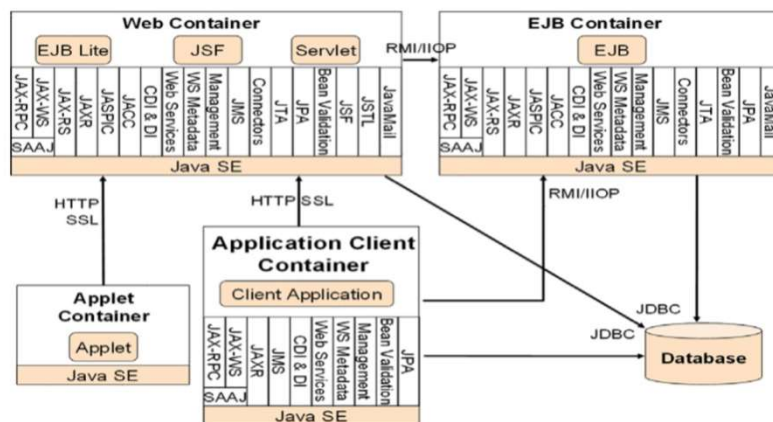 Web Container
EJB Lite
JSF
Servlet
JAX-RPC
JAX-WS
SAAJ
JAX-RS
JAXR
JASPIC
JACC
CDI & DI
Web Services
WS Metadata
Management
JMS
Connectors
JTA
JPA
Bean Validation
JSF
JSTL
JavaMail
Java SE
RMI/IIOP
EJB Container
EJB
JAX-RPC
JAX-WS
SAAJ
JAX-RS
JAXR
JASPIC
JACC
CDI & DI
Web Services
WS Metadata
Management
JMS
Connectors
JTA
Bean Validation
JPA
JavaMail
Java SE
HTTP
SSL
HTTP SSL
RMI/IIOP
Application Client
Container
Client Application
JAX-RPC
JAX-WS
SAAJ
JAXR
JMS
CDI & DI
Web Services
WS Metadata
Management
Bean Validation
JPA
Java SE
Applet
Container
Applet
Java SE
JDBC
JDBC
Database